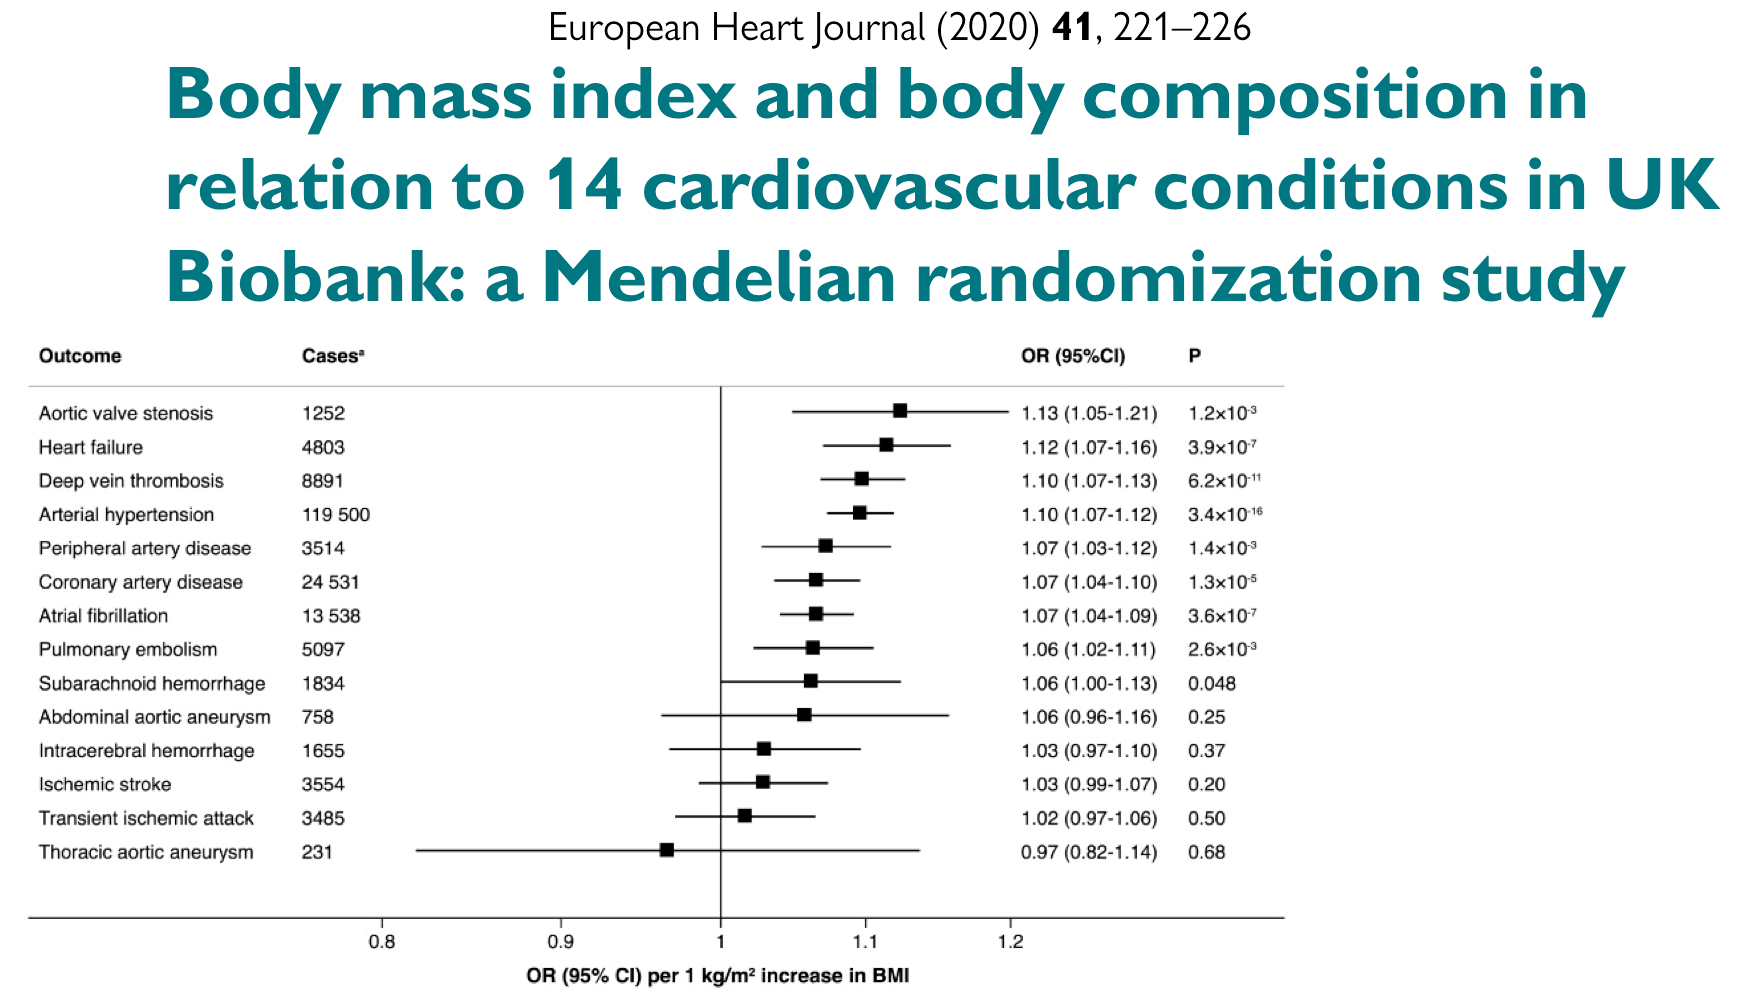 European Heart Journal (2020) 41, 221–226
Body mass index and body composition in
relation to 14 cardiovascular conditions in UK
Biobank: a Mendelian randomization study
Outcome Casesᵃ OR (95%CI) P
Aortic valve stenosis 1252 1.13 (1.05-1.21) 1.2×10⁻³
Heart failure 4803 1.12 (1.07-1.16) 3.9×10⁻⁷
Deep vein thrombosis 8891 1.10 (1.07-1.13) 6.2×10⁻¹¹
Arterial hypertension 119 500 1.10 (1.07-1.12) 3.4×10⁻¹⁶
Peripheral artery disease 3514 1.07 (1.03-1.12) 1.4×10⁻³
Coronary artery disease 24 531 1.07 (1.04-1.10) 1.3×10⁻⁵
Atrial fibrillation 13 538 1.07 (1.04-1.09) 3.6×10⁻⁷
Pulmonary embolism 5097 1.06 (1.02-1.11) 2.6×10⁻³
Subarachnoid hemorrhage 1834 1.06 (1.00-1.13) 0.048
Abdominal aortic aneurysm 758 1.06 (0.96-1.16) 0.25
Intracerebral hemorrhage 1655 1.03 (0.97-1.10) 0.37
Ischemic stroke 3554 1.03 (0.99-1.07) 0.20
Transient ischemic attack 3485 1.02 (0.97-1.06) 0.50
Thoracic aortic aneurysm 231 0.97 (0.82-1.14) 0.68
0.8 0.9 1 1.1 1.2
OR (95% CI) per 1 kg/m² increase in BMI